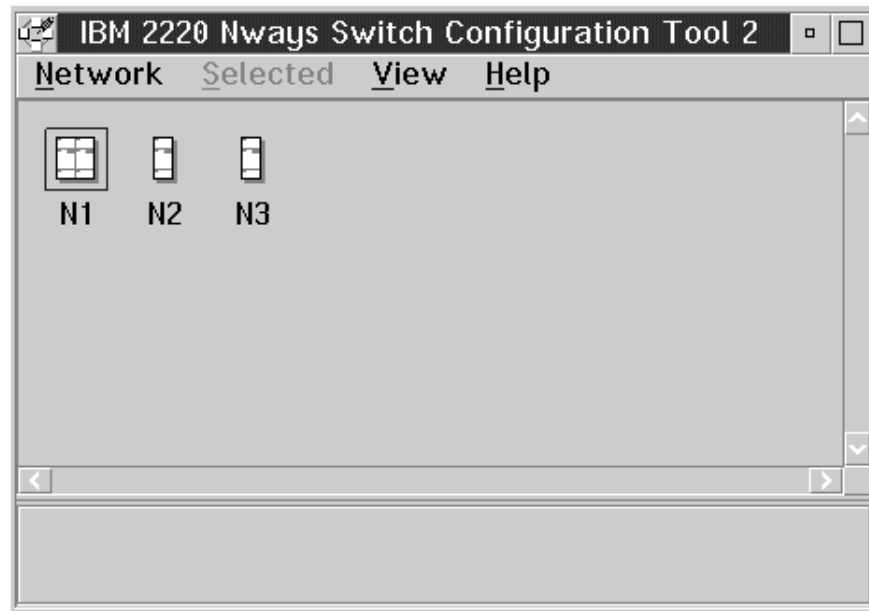 IBM 2220 Nways Switch Configuration Tool 2
Network Selected View Help
N1 N2 N3